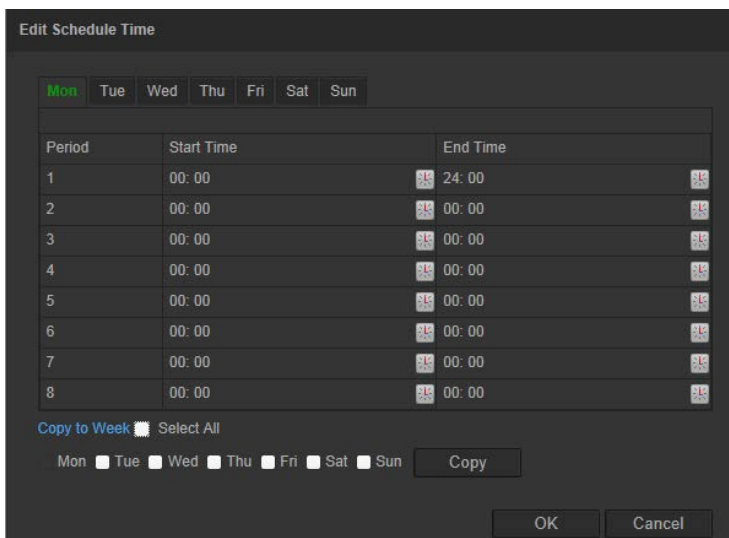 Edit Schedule Time
Mon Tue Wed Thu Fri Sat Sun
Period Start Time End Time
1 00: 00 24: 00
2 00: 00 00: 00
3 00: 00 00: 00
4 00: 00 00: 00
5 00: 00 00: 00
6 00: 00 00: 00
7 00: 00 00: 00
8 00: 00 00: 00
Copy to Week Select All
Mon Tue Wed Thu Fri Sat Sun Copy
OK Cancel